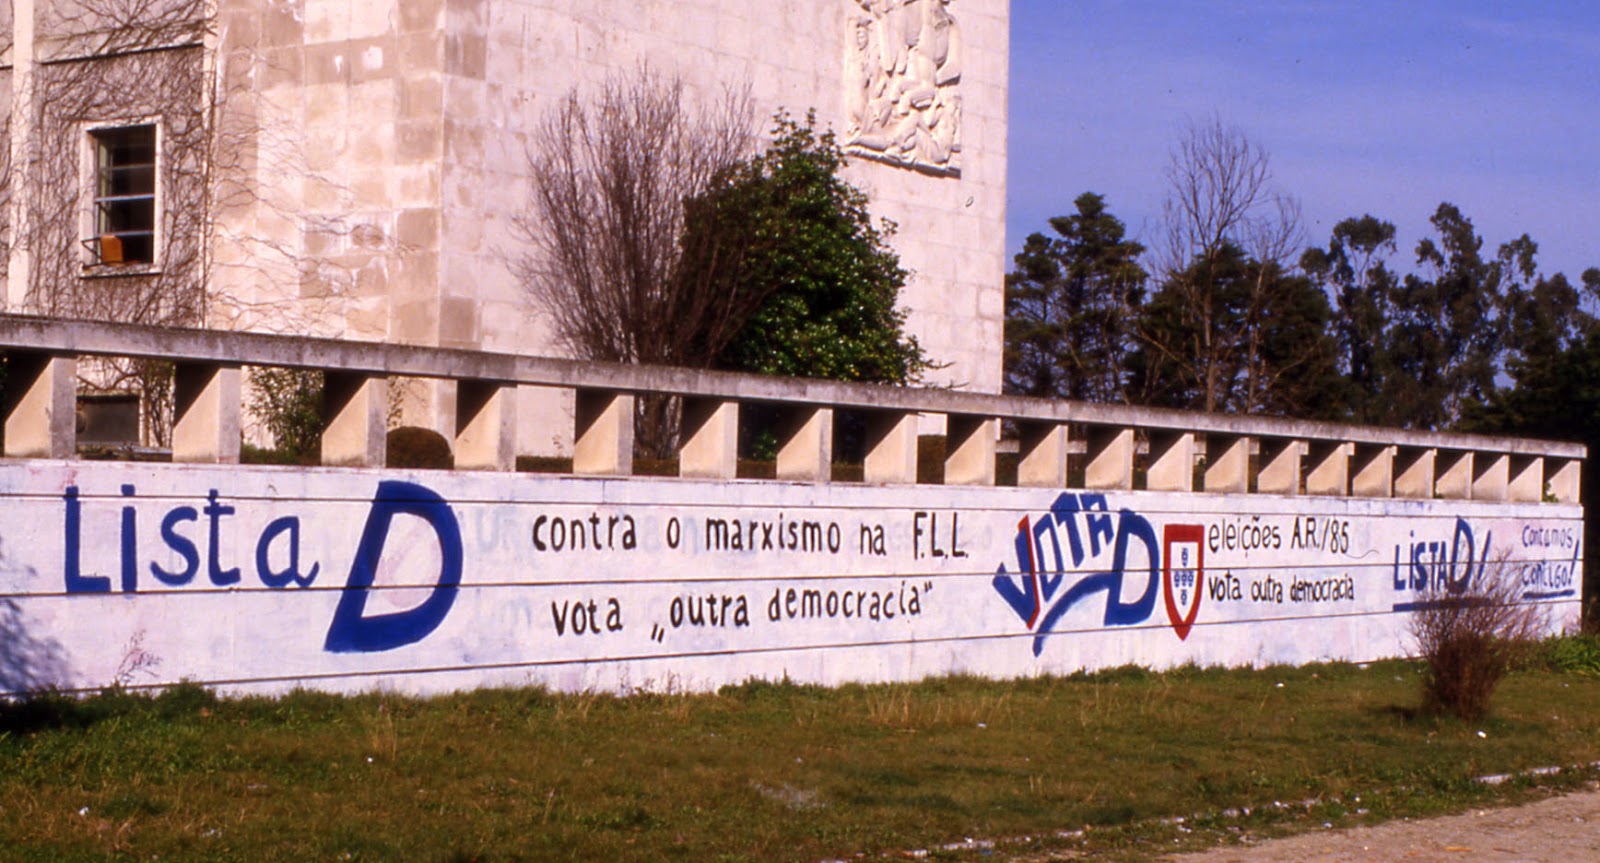 Lista D
contra o marxismo na F.L.L.
vota „outra democracia"
VOTA D
eleições A.R./85
vota outra democracia
LiSTA D!
Contamos
contigo!